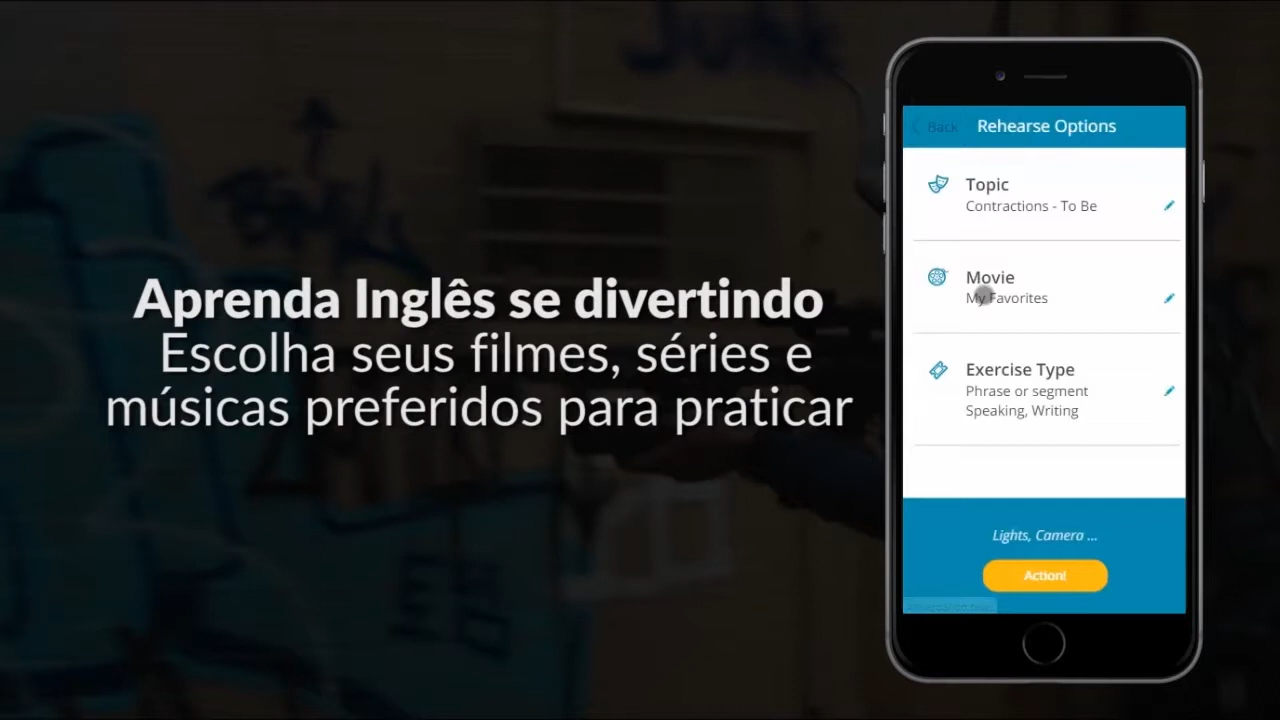 Aprenda Inglês se divertindo
Escolha seus filmes, séries e
músicas preferidos para praticar
Back
Rehearse Options
Topic
Contractions - To Be
Movie
My Favorites
Exercise Type
Phrase or segment
Speaking, Writing
Lights, Camera ...
Action!